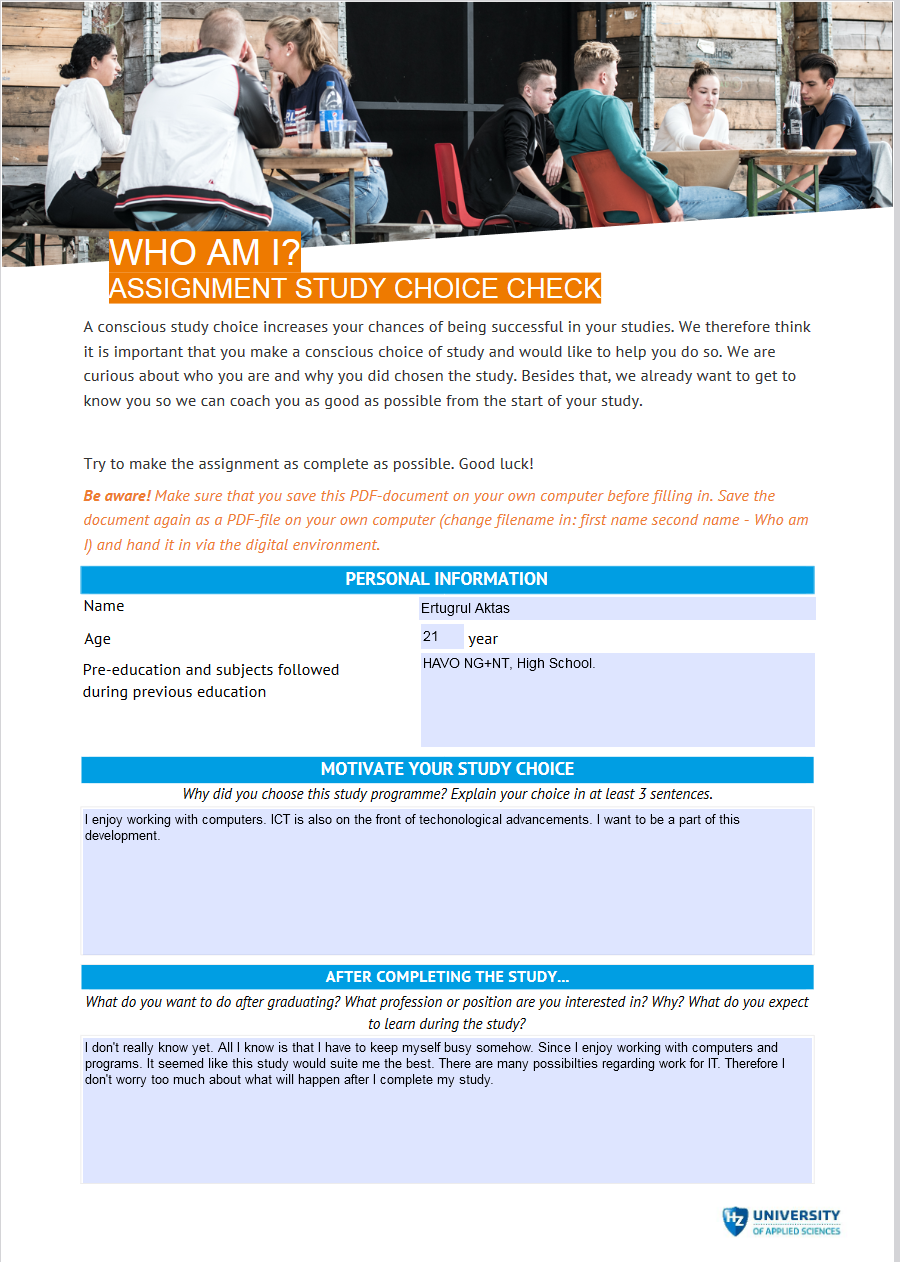 WHO AM I?
ASSIGNMENT STUDY CHOICE CHECK
A conscious study choice increases your chances of being successful in your studies. We therefore think
it is important that you make a conscious choice of study and would like to help you do so. We are
curious about who you are and why you did chosen the study. Besides that, we already want to get to
know you so we can coach you as good as possible from the start of your study.
Try to make the assignment as complete as possible. Good luck!
Be aware! Make sure that you save this PDF-document on your own computer before filling in. Save the
document again as a PDF-file on your own computer (change filename in: first name second name - Who am
I) and hand it in via the digital environment.
PERSONAL INFORMATION
Name Ertugrul Aktas
Age 21 year
Pre-education and subjects followed HAVO NG+NT, High School.
during previous education
MOTIVATE YOUR STUDY CHOICE
Why did you choose this study programme? Explain your choice in at least 3 sentences.
I enjoy working with computers. ICT is also on the front of techonological advancements. I want to be a part of this
development.
AFTER COMPLETING THE STUDY...
What do you want to do after graduating? What profession or position are you interested in? Why? What do you expect
to learn during the study?
I don't really know yet. All I know is that I have to keep myself busy somehow. Since I enjoy working with computers and
programs. It seemed like this study would suite me the best. There are many possibilties regarding work for IT. Therefore I
don't worry too much about what will happen after I complete my study.
HZ UNIVERSITY
OF APPLIED SCIENCES